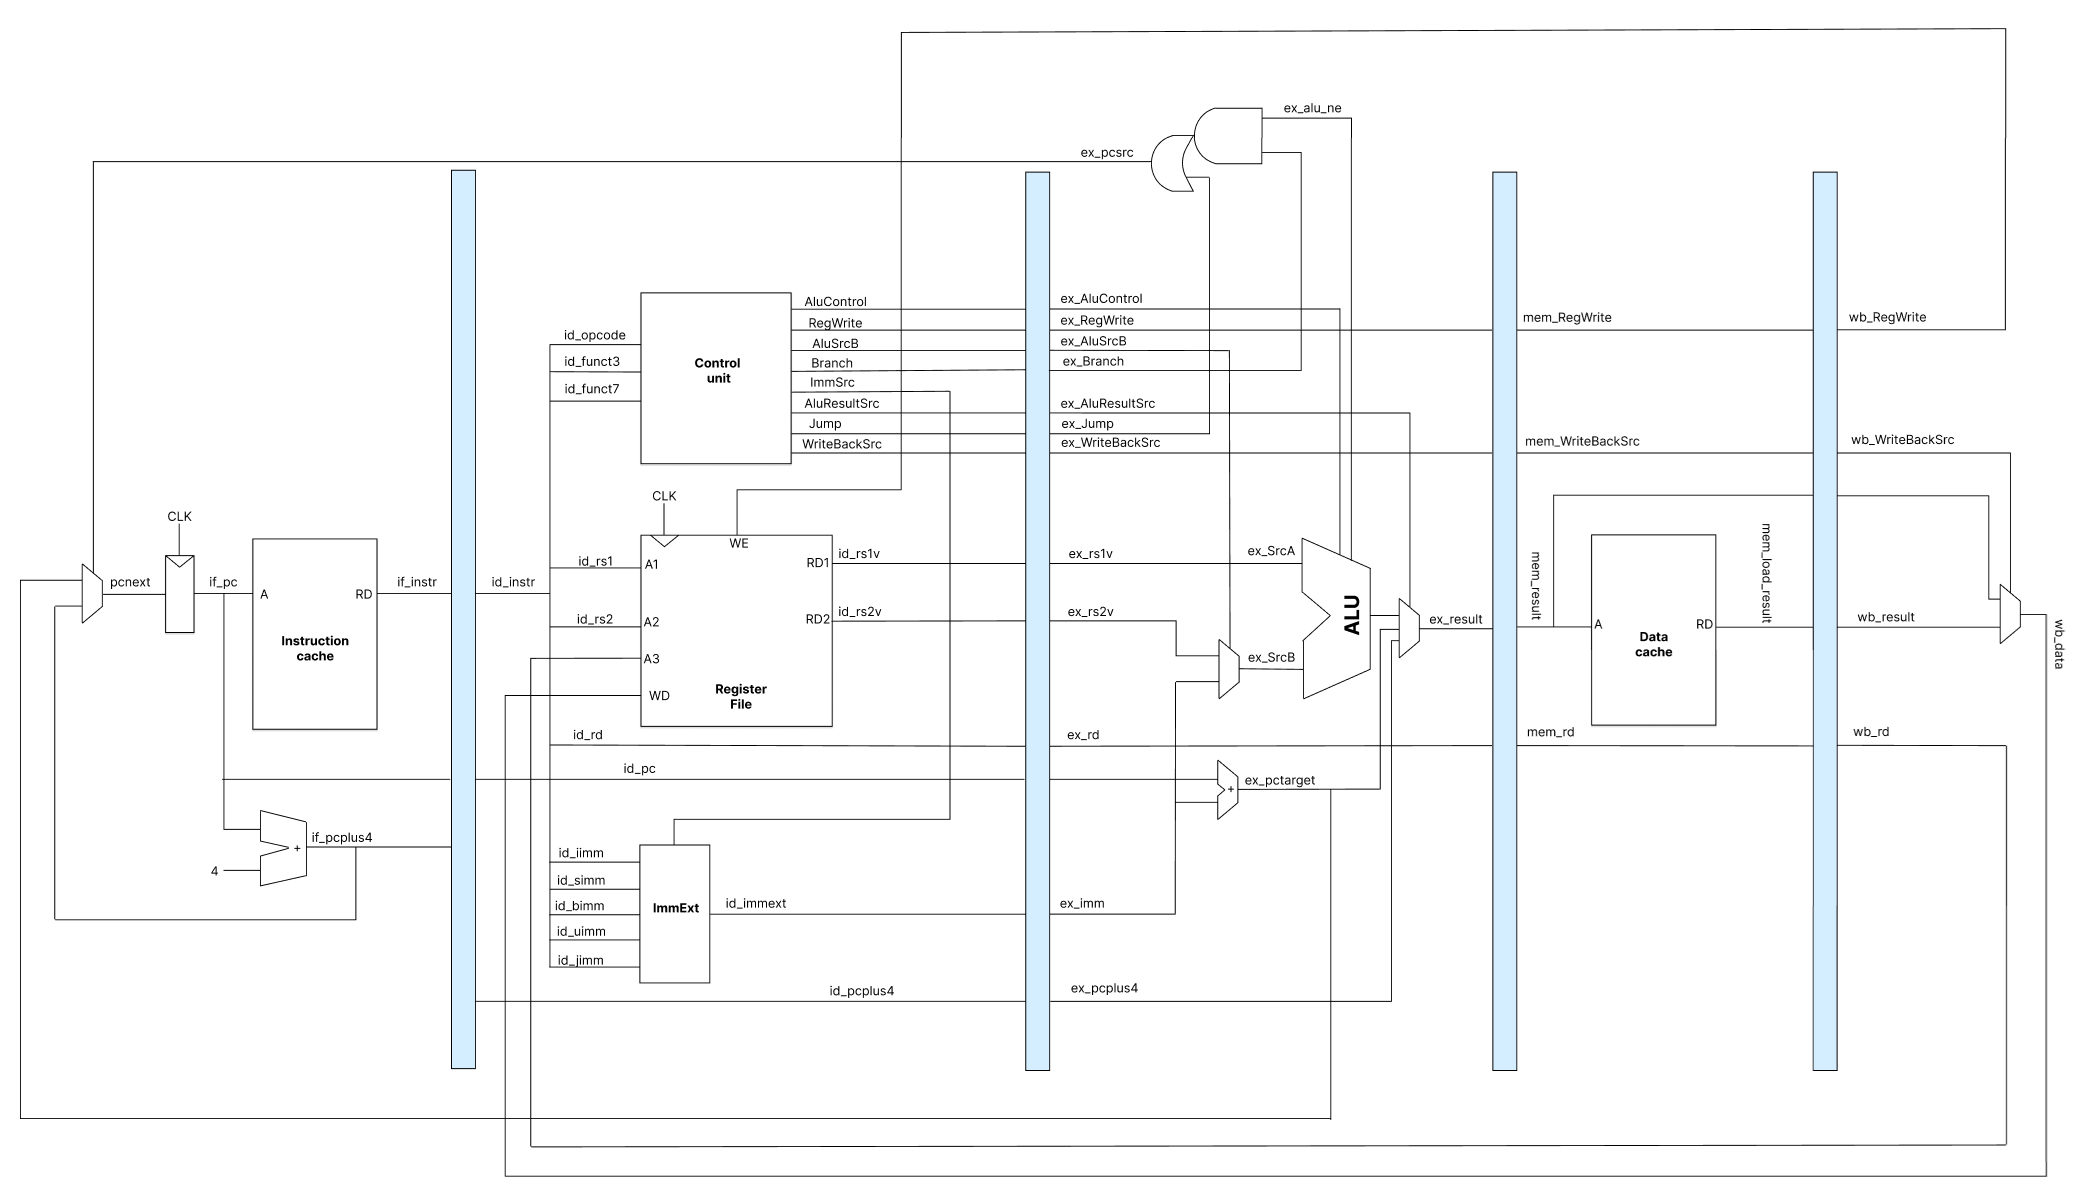 ex_alu_ne
ex_pcsrc
AluControl
RegWrite
AluSrcB
Branch
ImmSrc
AluResultSrc
Jump
WriteBackSrc
ex_AluControl
ex_RegWrite
ex_AluSrcB
ex_Branch
ex_AluResultSrc
ex_Jump
ex_WriteBackSrc
mem_RegWrite
wb_RegWrite
mem_WriteBackSrc
wb_WriteBackSrc
id_opcode
id_funct3
id_funct7
Control
unit
CLK
CLK
WE
pcnext
if_pc
A
RD
Instruction
cache
if_instr
id_instr
id_rs1
id_rs2
A1
A2
A3
WD
RD1
RD2
Register
File
id_rs1v
id_rs2v
ex_rs1v
ex_rs2v
ex_SrcA
ex_SrcB
ALU
ex_result
mem_result
A
RD
Data
cache
mem_load_result
wb_result
wb_data
id_rd
ex_rd
mem_rd
wb_rd
id_pc
+
ex_pctarget
if_pcplus4
+
4
id_iimm
id_simm
id_bimm
id_uimm
id_jimm
ImmExt
id_immext
ex_imm
id_pcplus4
ex_pcplus4